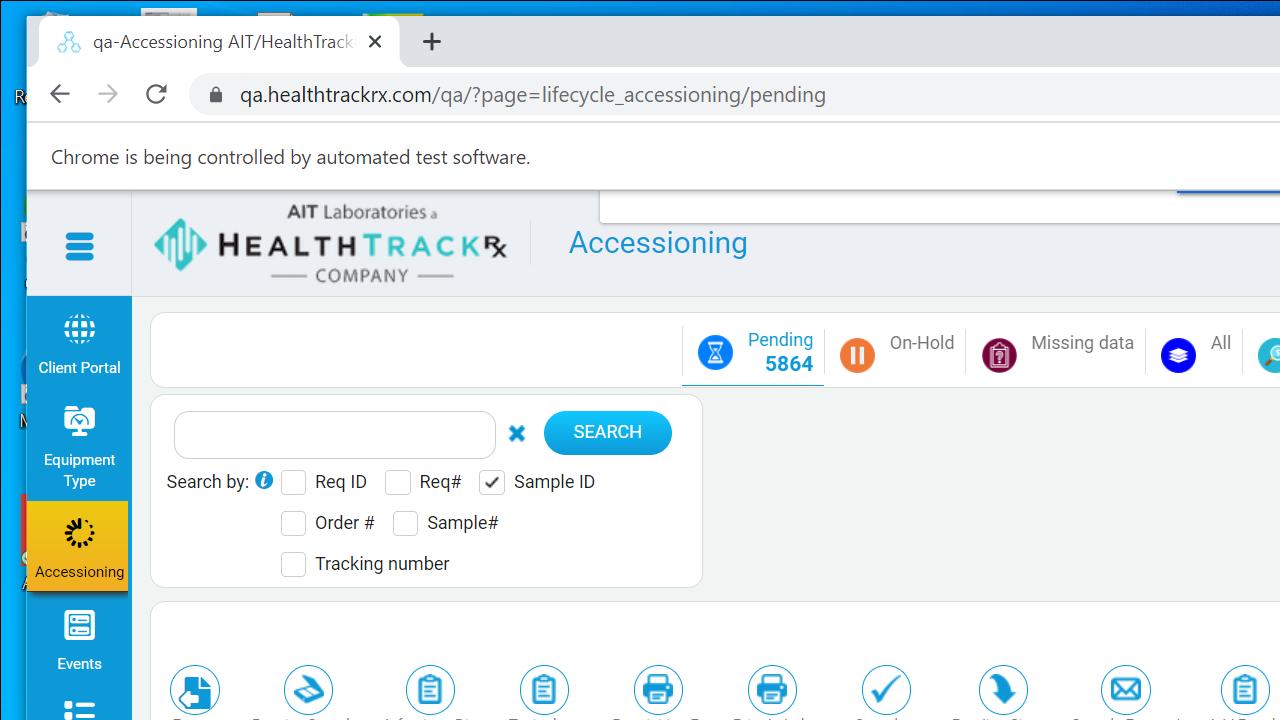 qa-Accessioning AIT/HealthTrack
qa.healthtrackrx.com/qa/?page=lifecycle_accessioning/pending
Chrome is being controlled by automated test software.
AIT Laboratories a
HEALTHTRACKRX
COMPANY
Accessioning
Client Portal
Equipment
Type
Accessioning
Events
Pending
5864
On-Hold
Missing data
All
SEARCH
Search by:
Req ID
Req#
Sample ID
Order #
Sample#
Tracking number